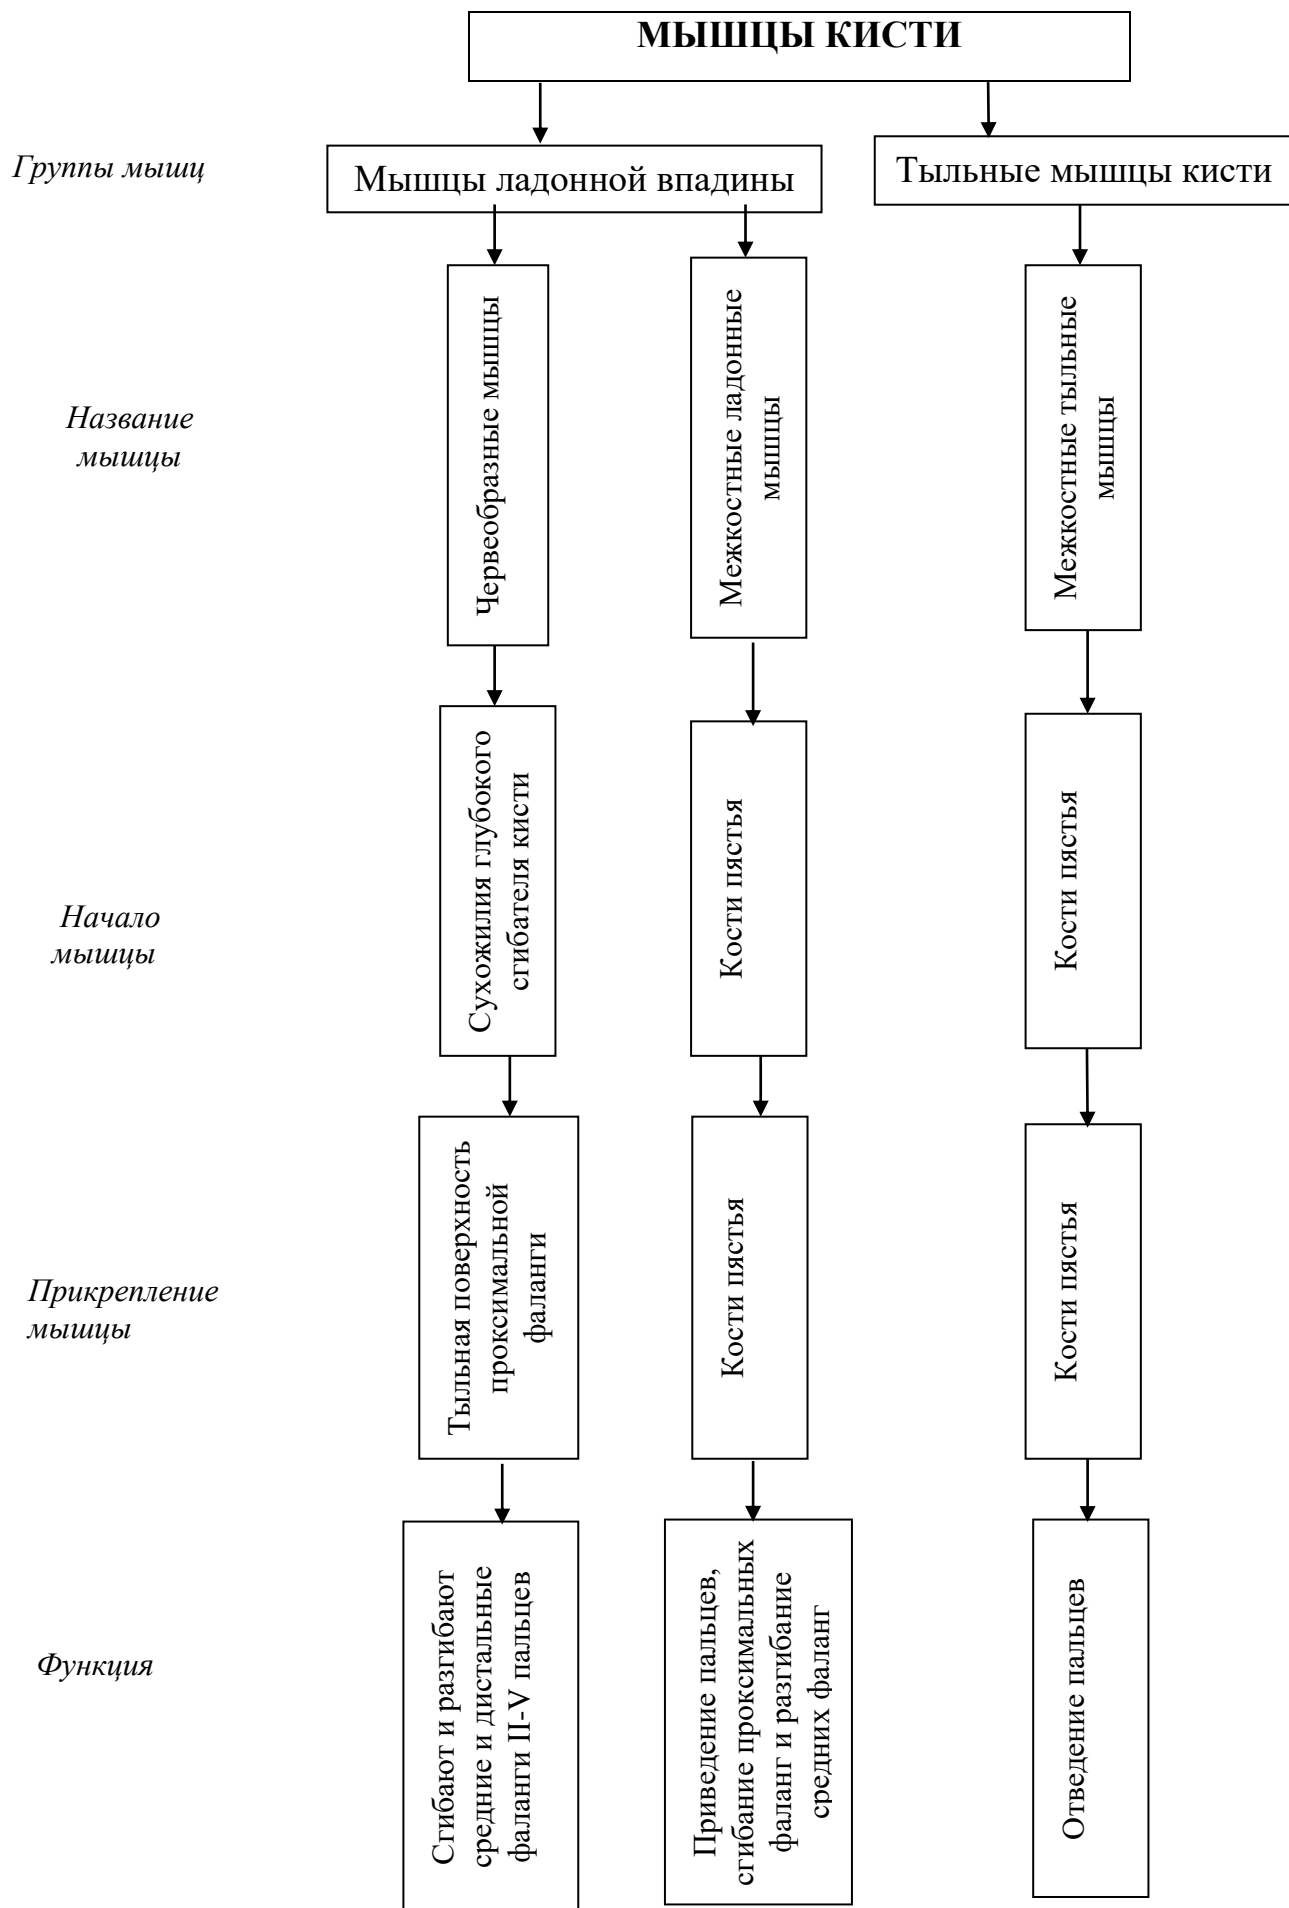 МЫШЦЫ КИСТИ
Группы мышц
Мышцы ладонной впадины
Тыльные мышцы кисти
Название
мышцы
Червеобразные мышцы
Межкостные ладонные
мышцы
Межкостные тыльные
мышцы
Начало
мышцы
Сухожилия глубокого
сгибателя кисти
Кости пястья
Кости пястья
Прикрепление
мышцы
Тыльная поверхность
проксимальной
фаланги
Кости пястья
Кости пястья
Функция
Сгибают и разгибают
средние и дистальные
фаланги II-V пальцев
Приведение пальцев,
сгибание проксимальных
фаланг и разгибание
средних фаланг
Отведение пальцев